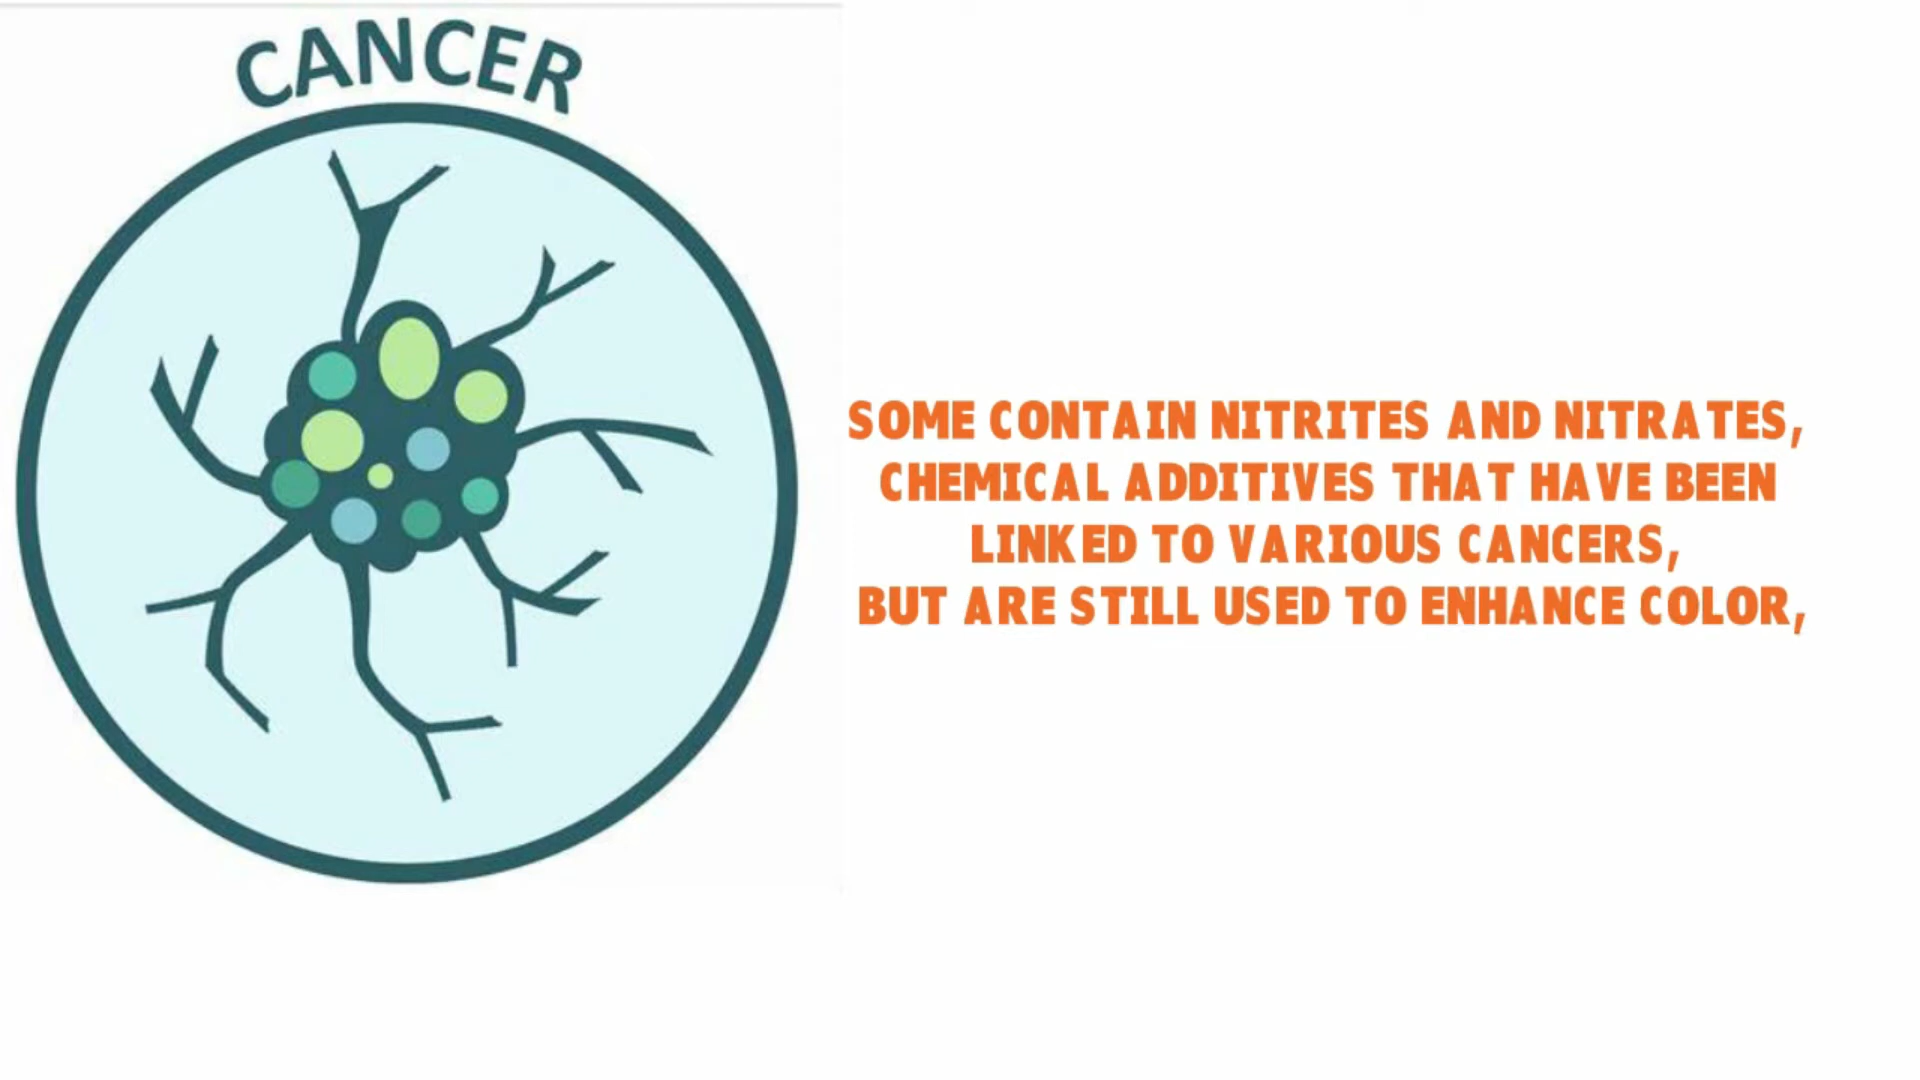 CANCER
SOME CONTAIN NITRITES AND NITRATES,
CHEMICAL ADDITIVES THAT HAVE BEEN
LINKED TO VARIOUS CANCERS,
BUT ARE STILL USED TO ENHANCE COLOR,